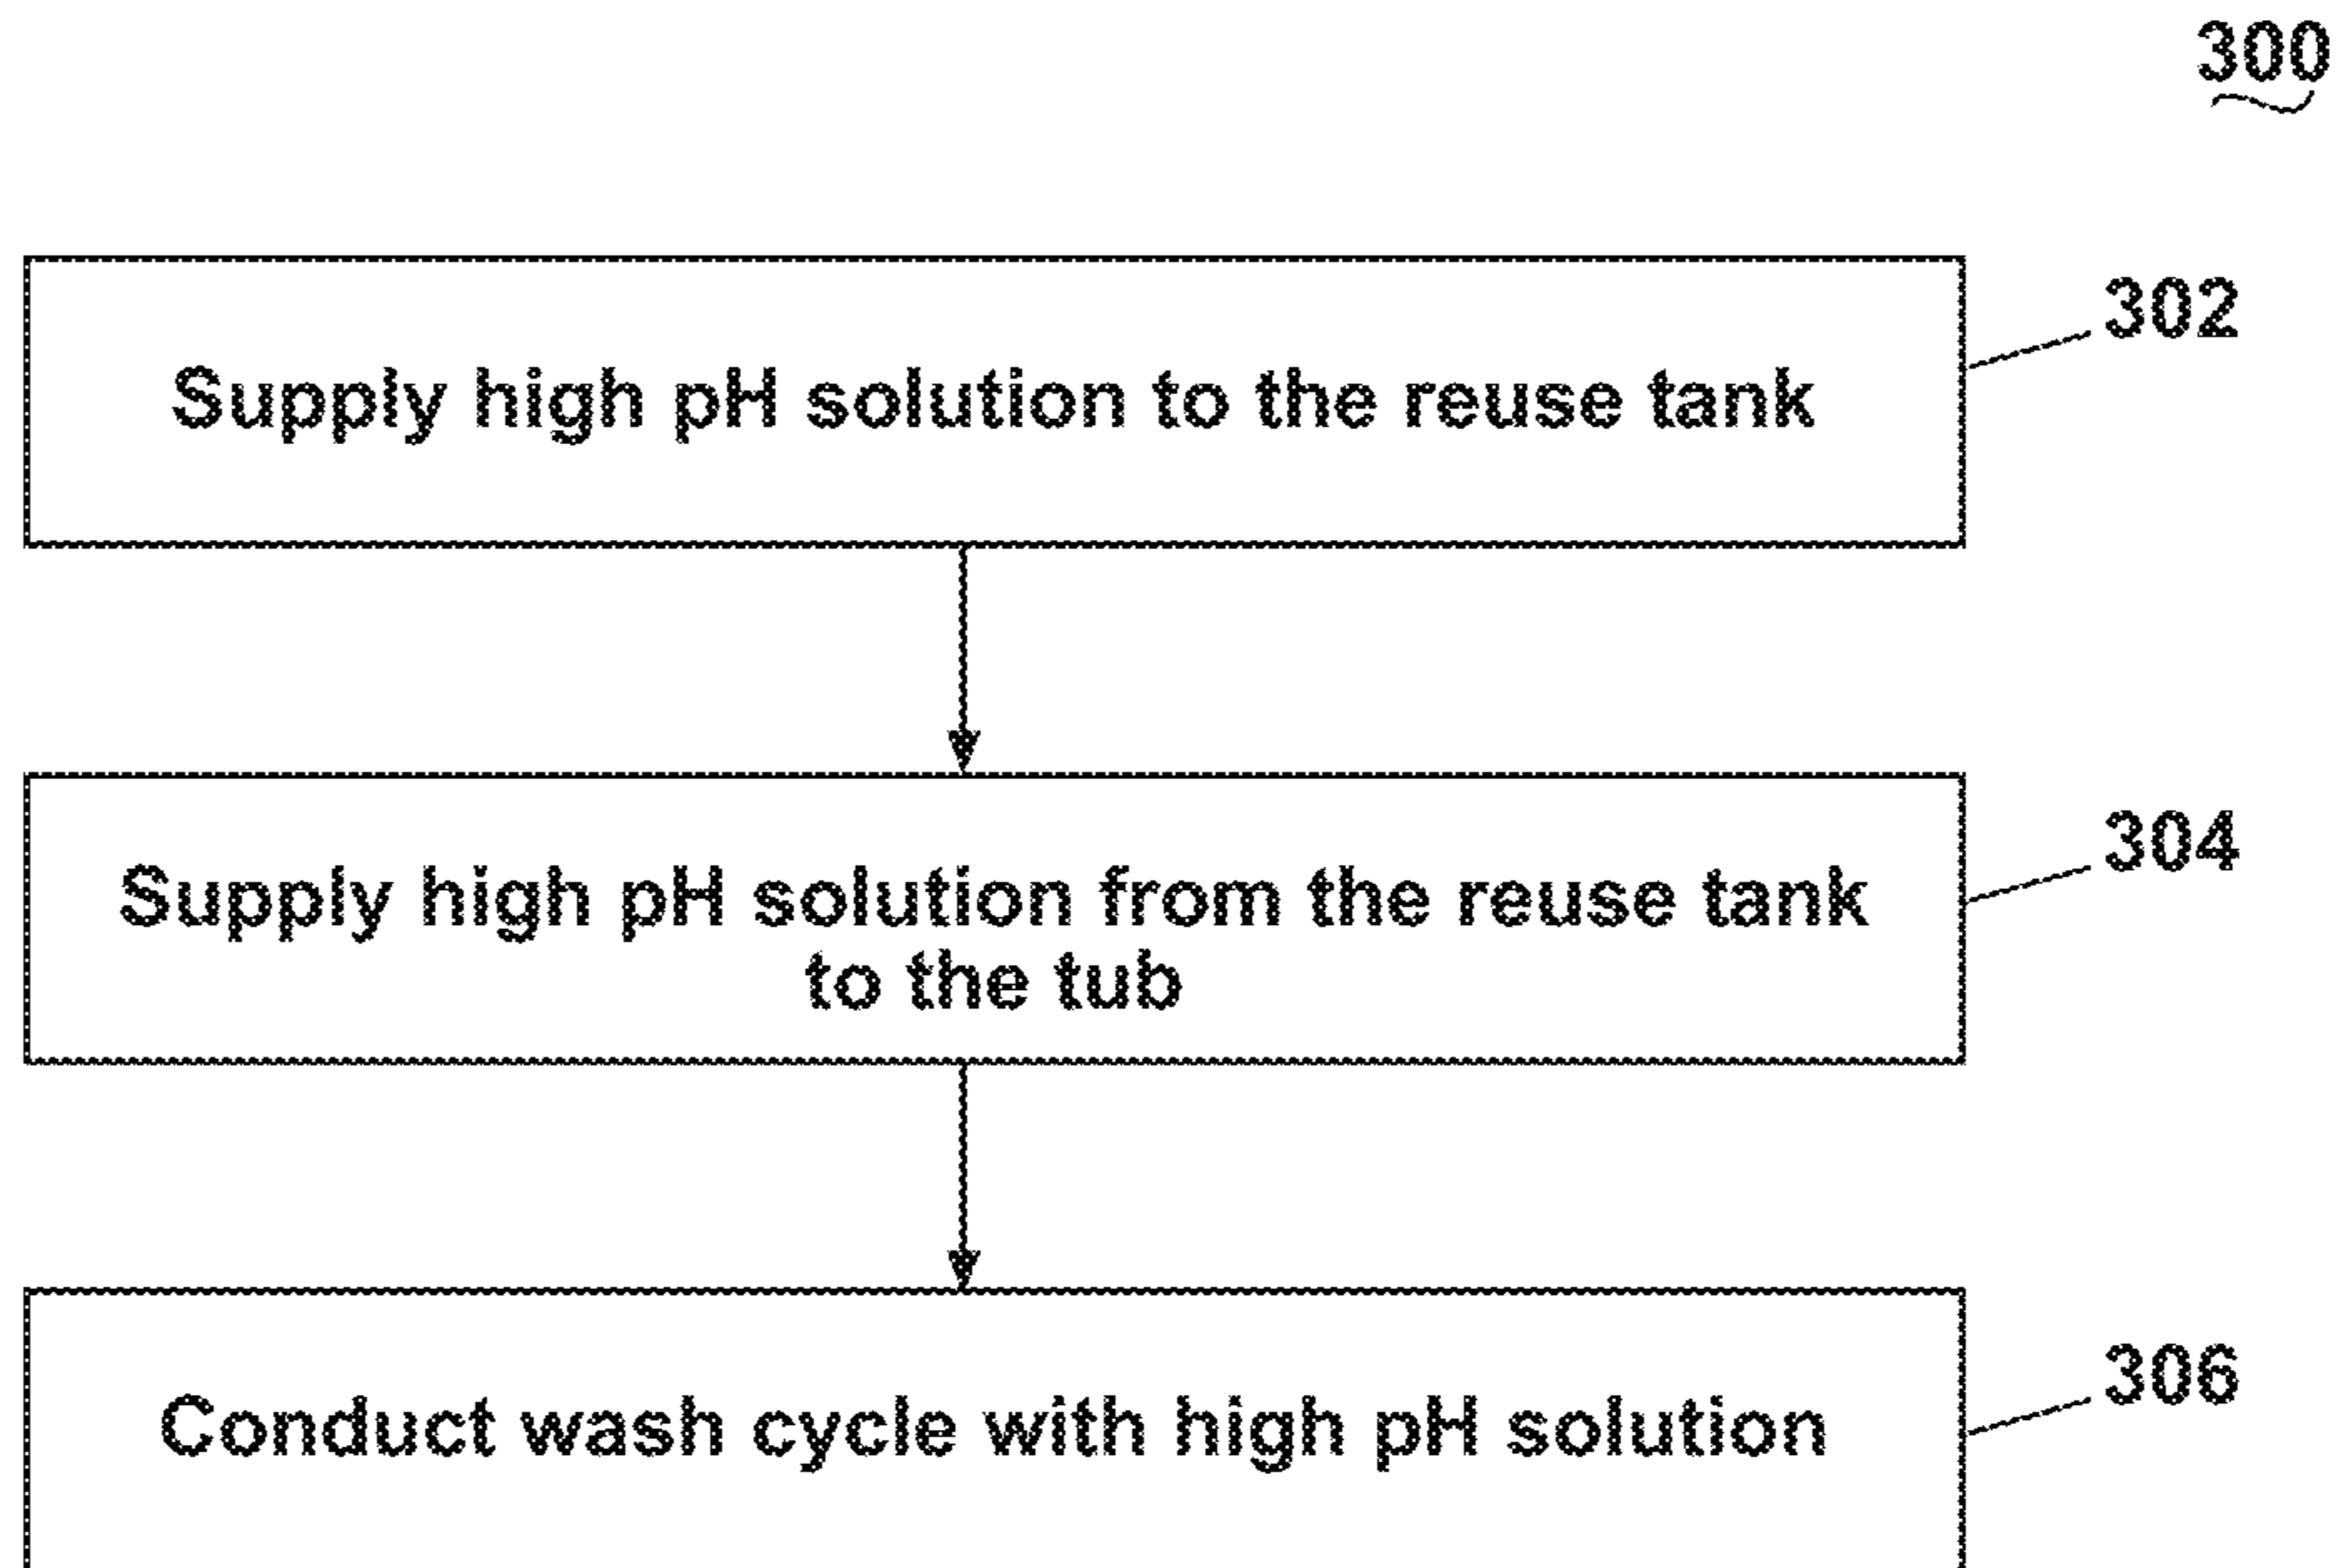 300
302
Supply high pH solution to the reuse tank
304
Supply high pH solution from the reuse tank
to the tub
306
Conduct wash cycle with high pH solution